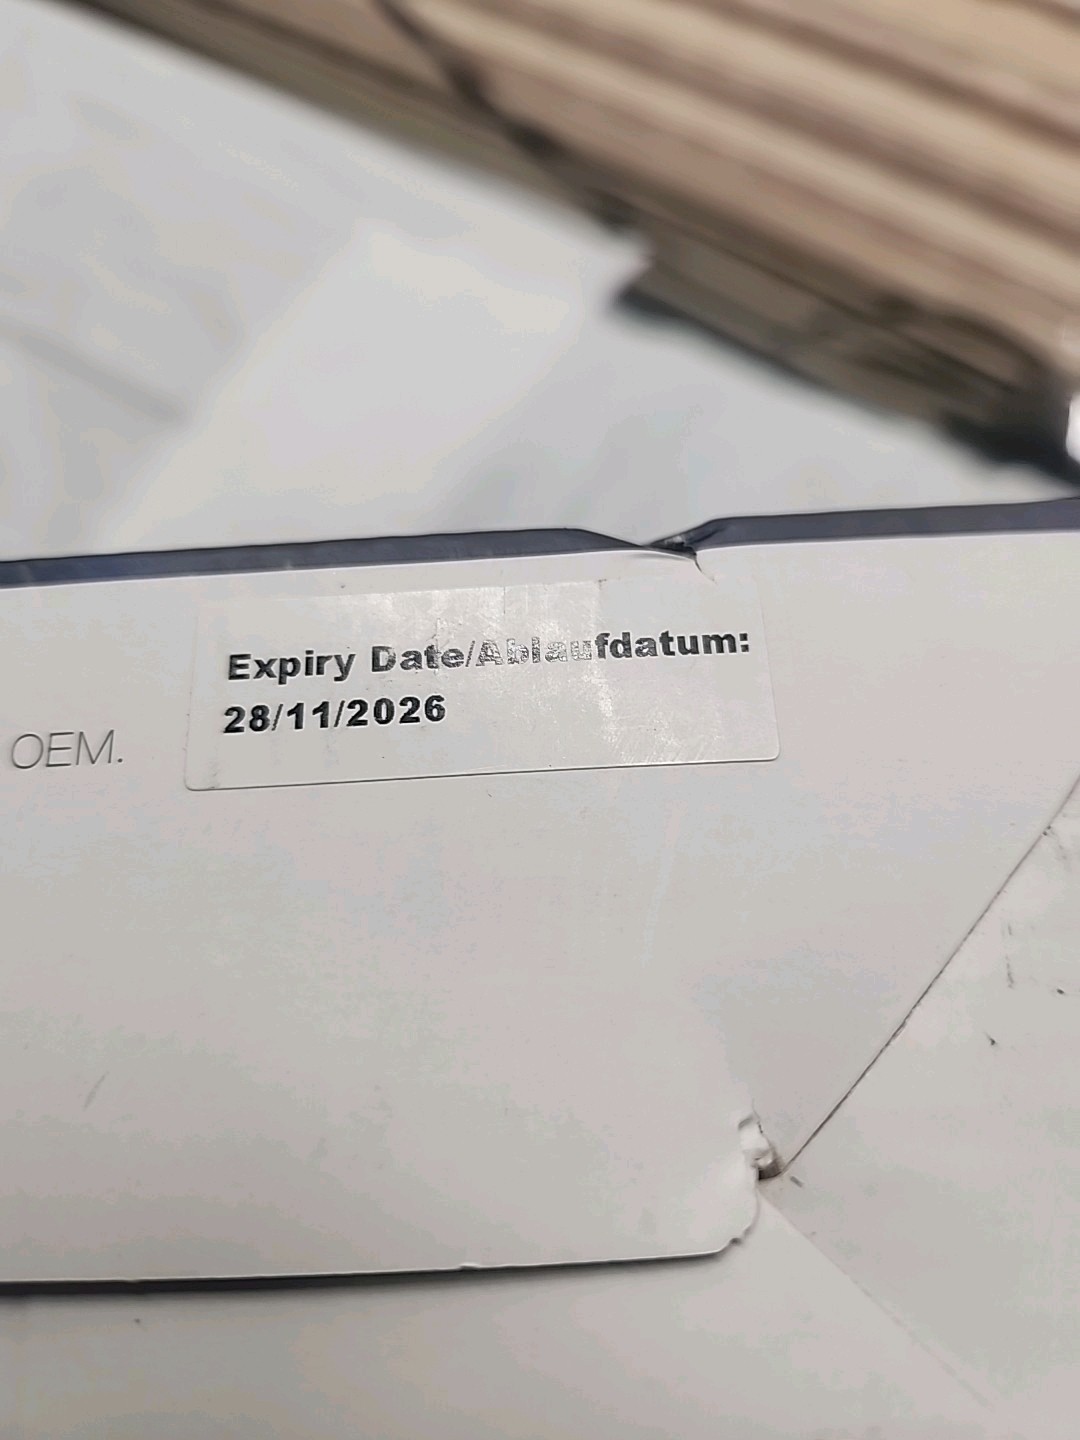 Expiry Date/Ablaufdatum:
28/11/2026
OEM.